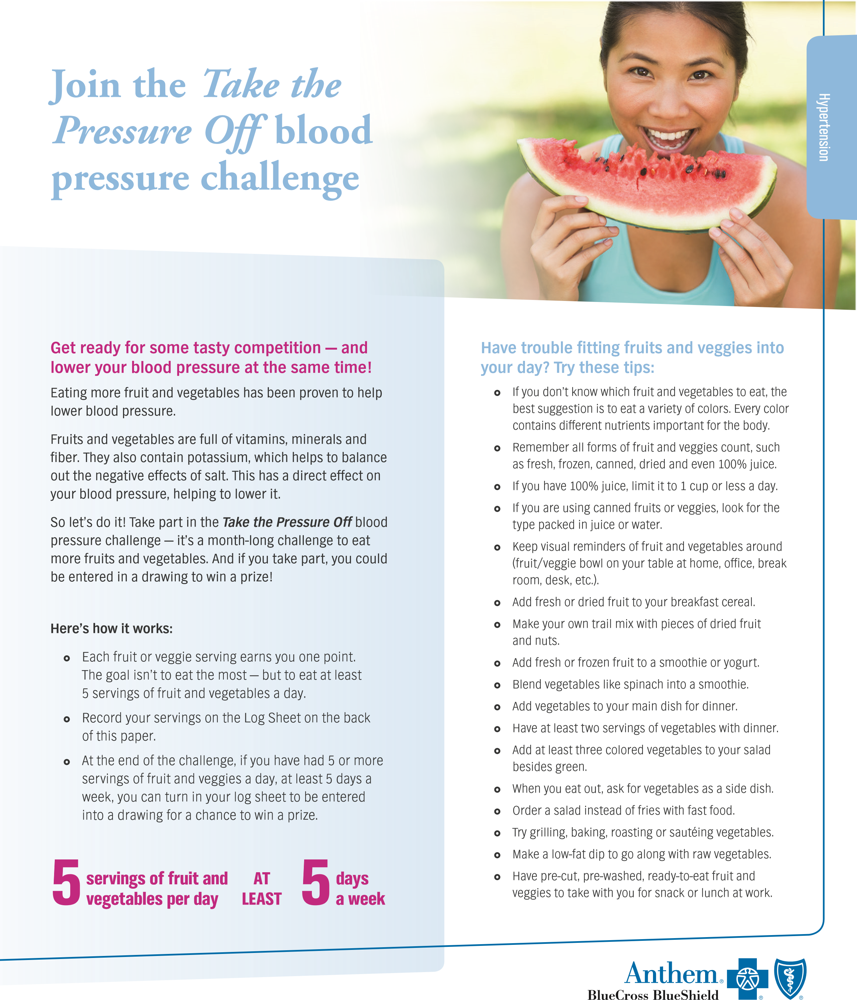 Join the Take the
Pressure Off blood
pressure challenge
Hypertension
Get ready for some tasty competition — and
lower your blood pressure at the same time!
Eating more fruit and vegetables has been proven to help
lower blood pressure.
Fruits and vegetables are full of vitamins, minerals and
fiber. They also contain potassium, which helps to balance
out the negative effects of salt. This has a direct effect on
your blood pressure, helping to lower it.
So let’s do it! Take part in the Take the Pressure Off blood
pressure challenge — it’s a month-long challenge to eat
more fruits and vegetables. And if you take part, you could
be entered in a drawing to win a prize!
Here’s how it works:
Each fruit or veggie serving earns you one point.
The goal isn’t to eat the most — but to eat at least
5 servings of fruit and vegetables a day.
Record your servings on the Log Sheet on the back
of this paper.
At the end of the challenge, if you have had 5 or more
servings of fruit and veggies a day, at least 5 days a
week, you can turn in your log sheet to be entered
into a drawing for a chance to win a prize.
5 servings of fruit and vegetables per day AT LEAST 5 days a week
Have trouble fitting fruits and veggies into
your day? Try these tips:
If you don’t know which fruit and vegetables to eat, the
best suggestion is to eat a variety of colors. Every color
contains different nutrients important for the body.
Remember all forms of fruit and veggies count, such
as fresh, frozen, canned, dried and even 100% juice.
If you have 100% juice, limit it to 1 cup or less a day.
If you are using canned fruits or veggies, look for the
type packed in juice or water.
Keep visual reminders of fruit and vegetables around
(fruit/veggie bowl on your table at home, office, break
room, desk, etc.).
Add fresh or dried fruit to your breakfast cereal.
Make your own trail mix with pieces of dried fruit
and nuts.
Add fresh or frozen fruit to a smoothie or yogurt.
Blend vegetables like spinach into a smoothie.
Add vegetables to your main dish for dinner.
Have at least two servings of vegetables with dinner.
Add at least three colored vegetables to your salad
besides green.
When you eat out, ask for vegetables as a side dish.
Order a salad instead of fries with fast food.
Try grilling, baking, roasting or sautéing vegetables.
Make a low-fat dip to go along with raw vegetables.
Have pre-cut, pre-washed, ready-to-eat fruit and
veggies to take with you for snack or lunch at work.
Anthem®
BlueCross BlueShield ® ®